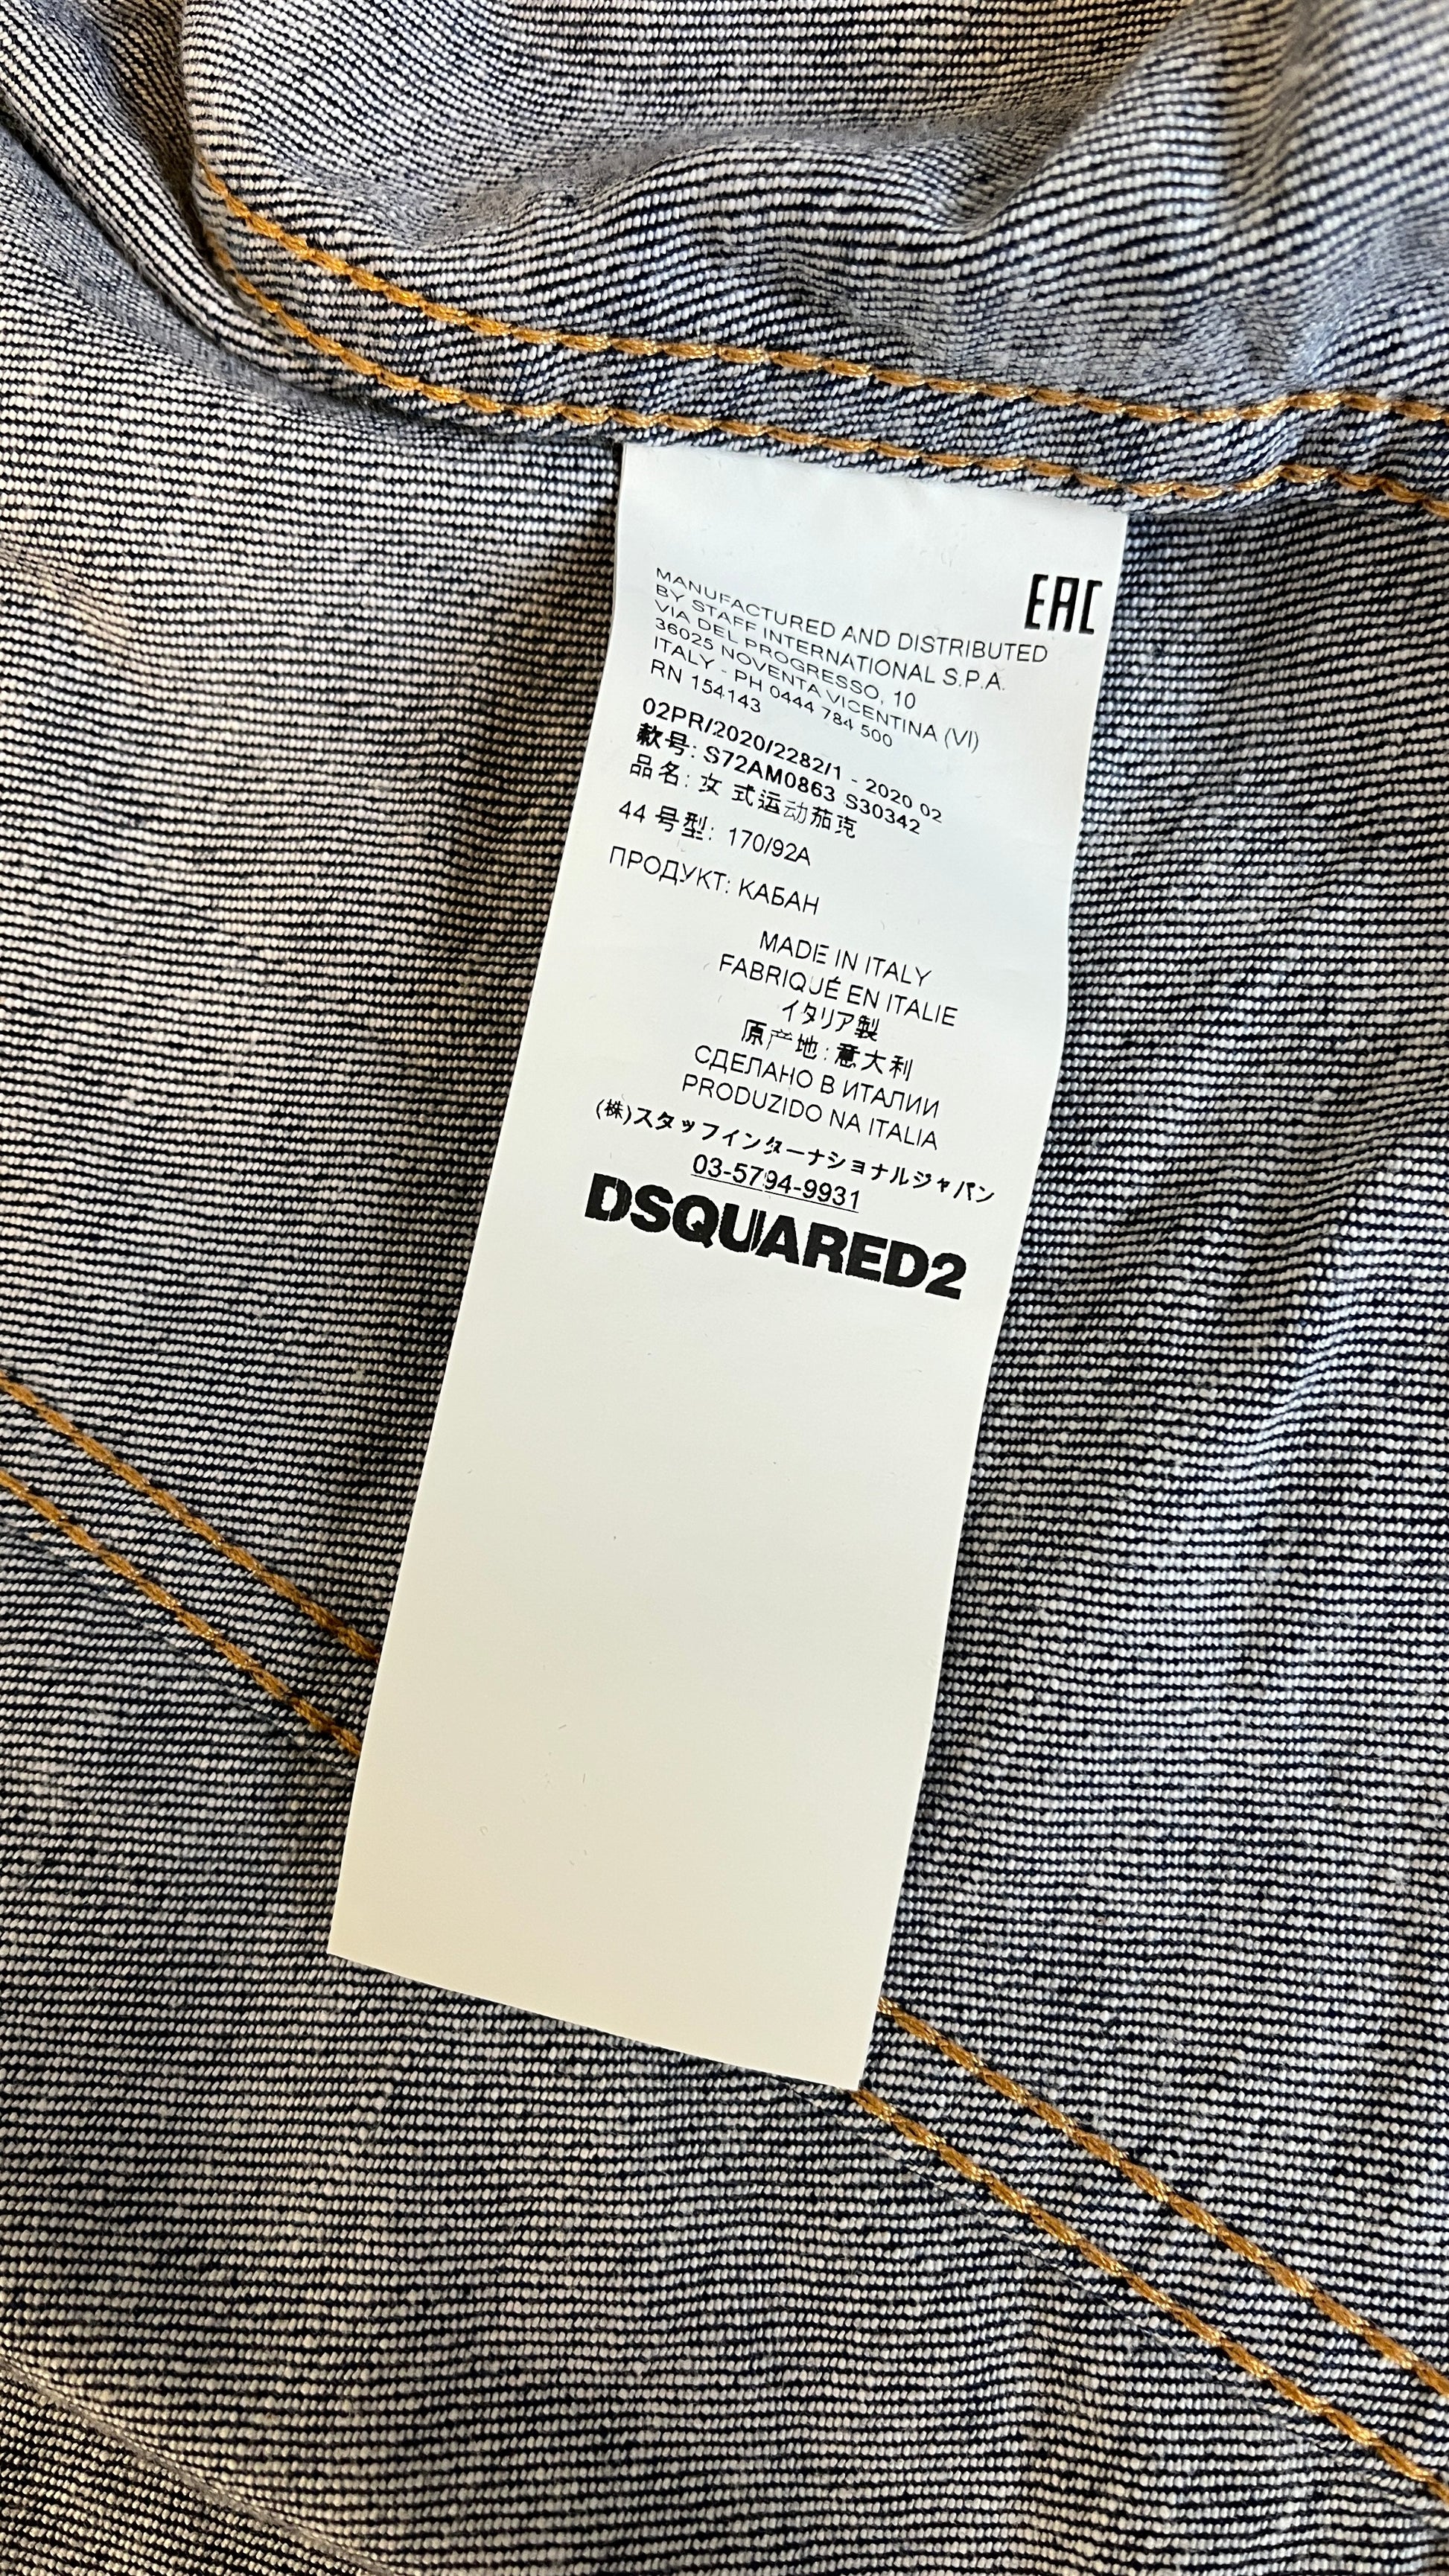 EAC
MANUFACTURED AND DISTRIBUTED
BY STAFF INTERNATIONAL S.P.A.
VIA DEL PROGRESSO, 10
36025 NOVENTA VICENTINA (VI)
ITALY - PH 0444 784 500
RN 154143
02PR/2020/2282/1 - 2020 02
款号: S72AM0863 S30342
品名: 女 式运动茄克
44 号型: 170/92A
ПРОДУКТ: КАБАН
MADE IN ITALY
FABRIQUÉ EN ITALIE
イタリア製
原产地:意大利
СДЕЛАНО В ИТАЛИИ
PRODUZIDO NA ITALIA
(株)スタッフインターナショナルジャパン
03-5794-9931
DSQUARED2